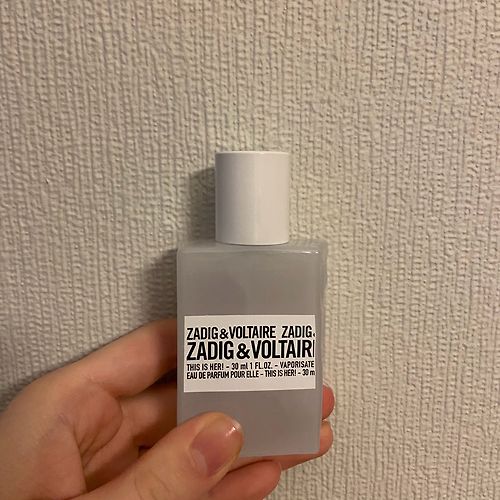 ZADIG&VOLTAIRE ZADIG&
ZADIG&VOLTAIR
THIS IS HER! - 30 ml 1 FL.OZ. - VAPORISATE
EAU DE PARFUM POUR ELLE - THIS IS HER! - 30 m